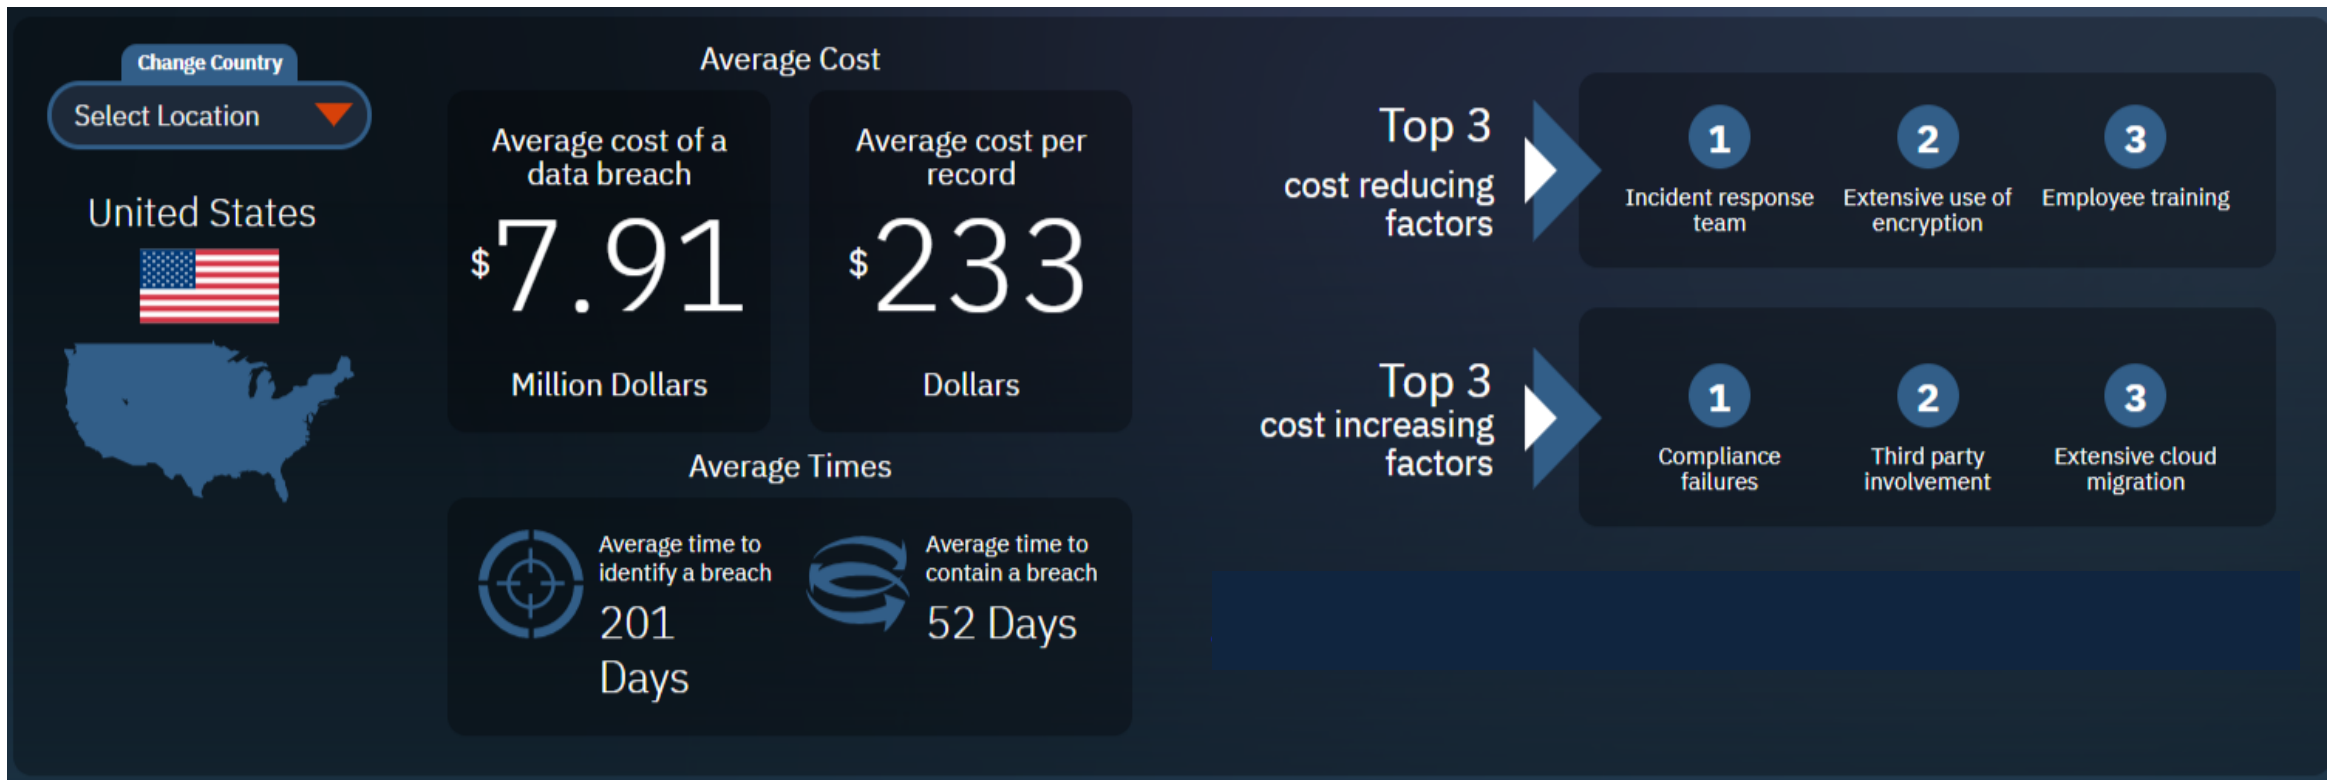 Change Country
Select Location
United States
Average Cost
Average cost of a
data breach
$7.91
Million Dollars
Average cost per
record
$233
Dollars
Average Times
Average time to
identify a breach
201
Days
Average time to
contain a breach
52 Days
Top 3
cost reducing
factors
1
Incident response
team
2
Extensive use of
encryption
3
Employee training
Top 3
cost increasing
factors
1
Compliance
failures
2
Third party
involvement
3
Extensive cloud
migration